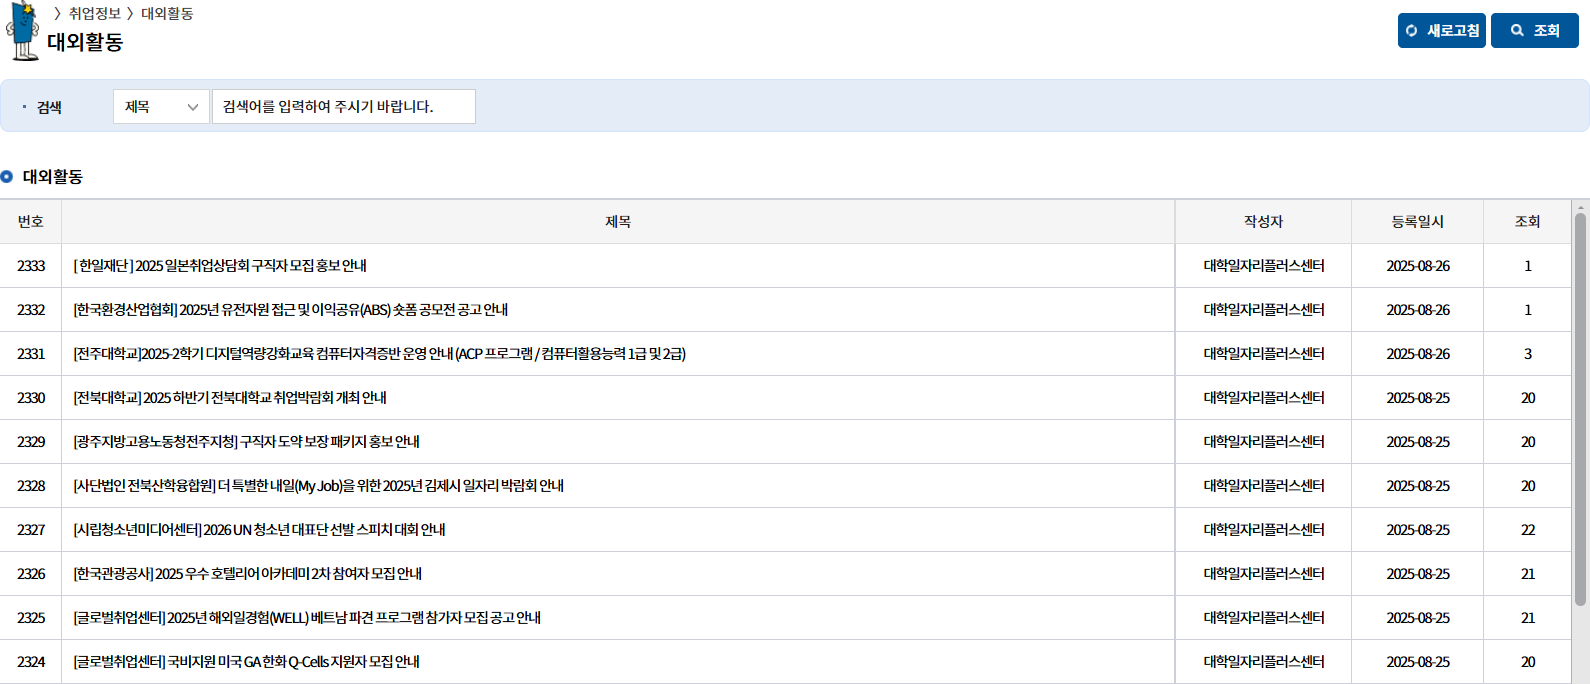 〉 취업정보 〉 대외활동
대외활동
새로고침 조회
· 검색 제목 검색어를 입력하여 주시기 바랍니다.
대외활동
번호 제목 작성자 등록일시 조회
2333 [ 한일재단 ] 2025 일본취업상담회 구직자 모집 홍보 안내 대학일자리플러스센터 2025-08-26 1
2332 [한국환경산업협회] 2025년 유전자원 접근 및 이익공유(ABS) 숏폼 공모전 공고 안내 대학일자리플러스센터 2025-08-26 1
2331 [전주대학교]2025-2학기 디지털역량강화교육 컴퓨터자격증반 운영 안내 (ACP 프로그램 / 컴퓨터활용능력 1급 및 2급) 대학일자리플러스센터 2025-08-26 3
2330 [전북대학교] 2025 하반기 전북대학교 취업박람회 개최 안내 대학일자리플러스센터 2025-08-25 20
2329 [광주지방고용노동청전주지청] 구직자 도약 보장 패키지 홍보 안내 대학일자리플러스센터 2025-08-25 20
2328 [사단법인 전북산학융합원] 더 특별한 내일(My Job)을 위한 2025년 김제시 일자리 박람회 안내 대학일자리플러스센터 2025-08-25 20
2327 [시립청소년미디어센터] 2026 UN 청소년 대표단 선발 스피치 대회 안내 대학일자리플러스센터 2025-08-25 22
2326 [한국관광공사] 2025 우수 호텔리어 아카데미 2차 참여자 모집 안내 대학일자리플러스센터 2025-08-25 21
2325 [글로벌취업센터] 2025년 해외일경험(WELL) 베트남 파견 프로그램 참가자 모집 공고 안내 대학일자리플러스센터 2025-08-25 21
2324 [글로벌취업센터] 국비지원 미국 GA 한화 Q-Cells 지원자 모집 안내 대학일자리플러스센터 2025-08-25 20